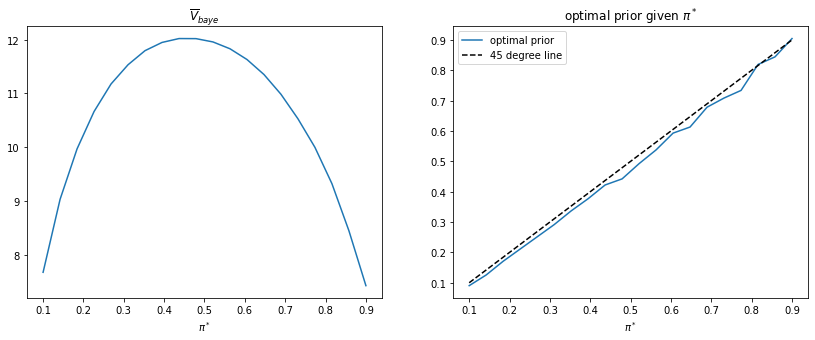 V̅_baye
12
11
10
9
8
0.1 0.2 0.3 0.4 0.5 0.6 0.7 0.8 0.9
π*
optimal prior given π*
optimal prior
45 degree line
0.9
0.8
0.7
0.6
0.5
0.4
0.3
0.2
0.1
0.1 0.2 0.3 0.4 0.5 0.6 0.7 0.8 0.9
π*